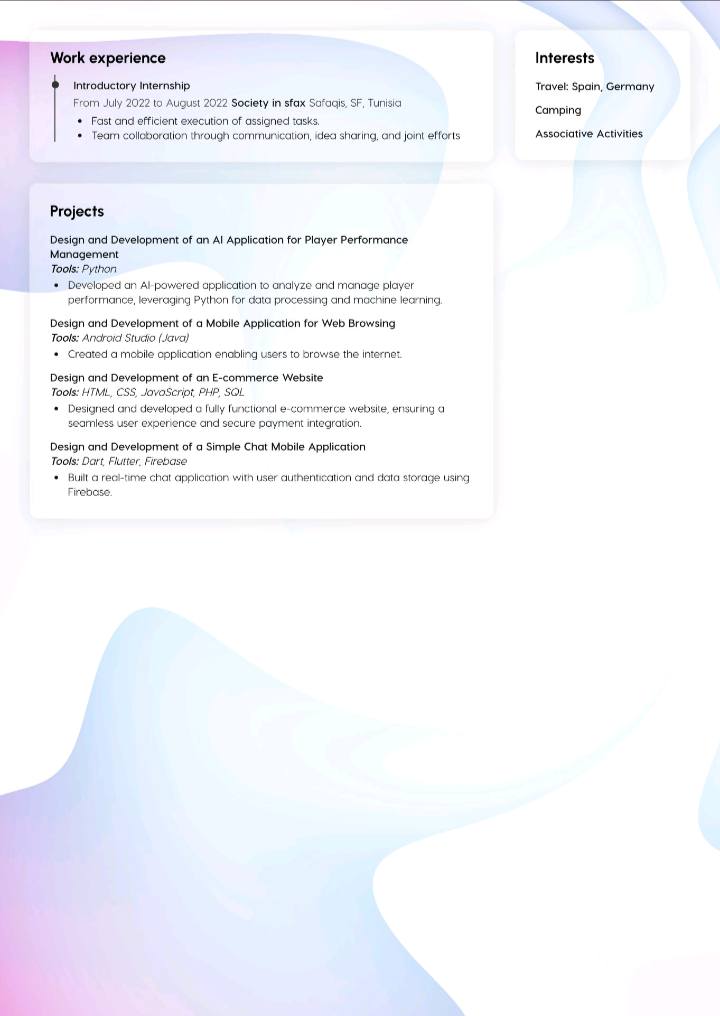 Work experience
Introductory Internship
From July 2022 to August 2022 Society in sfax Safaqis, SF, Tunisia
• Fast and efficient execution of assigned tasks.
• Team collaboration through communication, idea sharing, and joint efforts
Interests
Travel: Spain, Germany
Camping
Associative Activities
Projects
Design and Development of an AI Application for Player Performance
Management
Tools: Python
• Developed an AI-powered application to analyze and manage player
performance, leveraging Python for data processing and machine learning.
Design and Development of a Mobile Application for Web Browsing
Tools: Android Studio (Java)
• Created a mobile application enabling users to browse the internet.
Design and Development of an E-commerce Website
Tools: HTML, CSS, JavaScript, PHP, SQL
• Designed and developed a fully functional e-commerce website, ensuring a
seamless user experience and secure payment integration.
Design and Development of a Simple Chat Mobile Application
Tools: Dart, Flutter, Firebase
• Built a real-time chat application with user authentication and data storage using
Firebase.